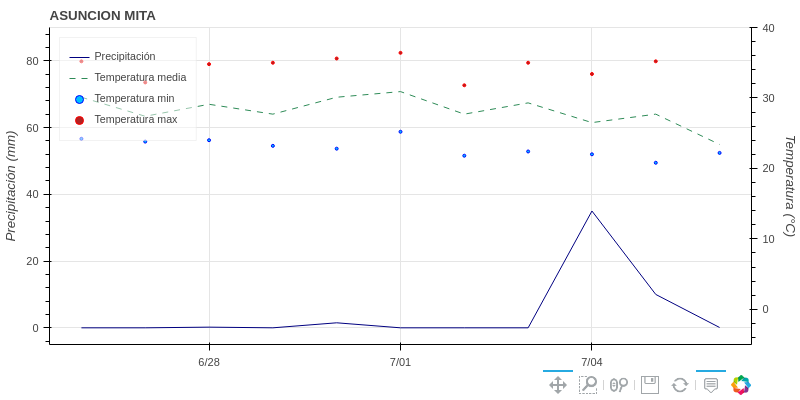 ASUNCION MITA
Precipitación
Temperatura media
Temperatura min
Temperatura max
Precipitación (mm)
80
60
40
20
0
Temperatura (°C)
40
30
20
10
0
6/28
7/01
7/04